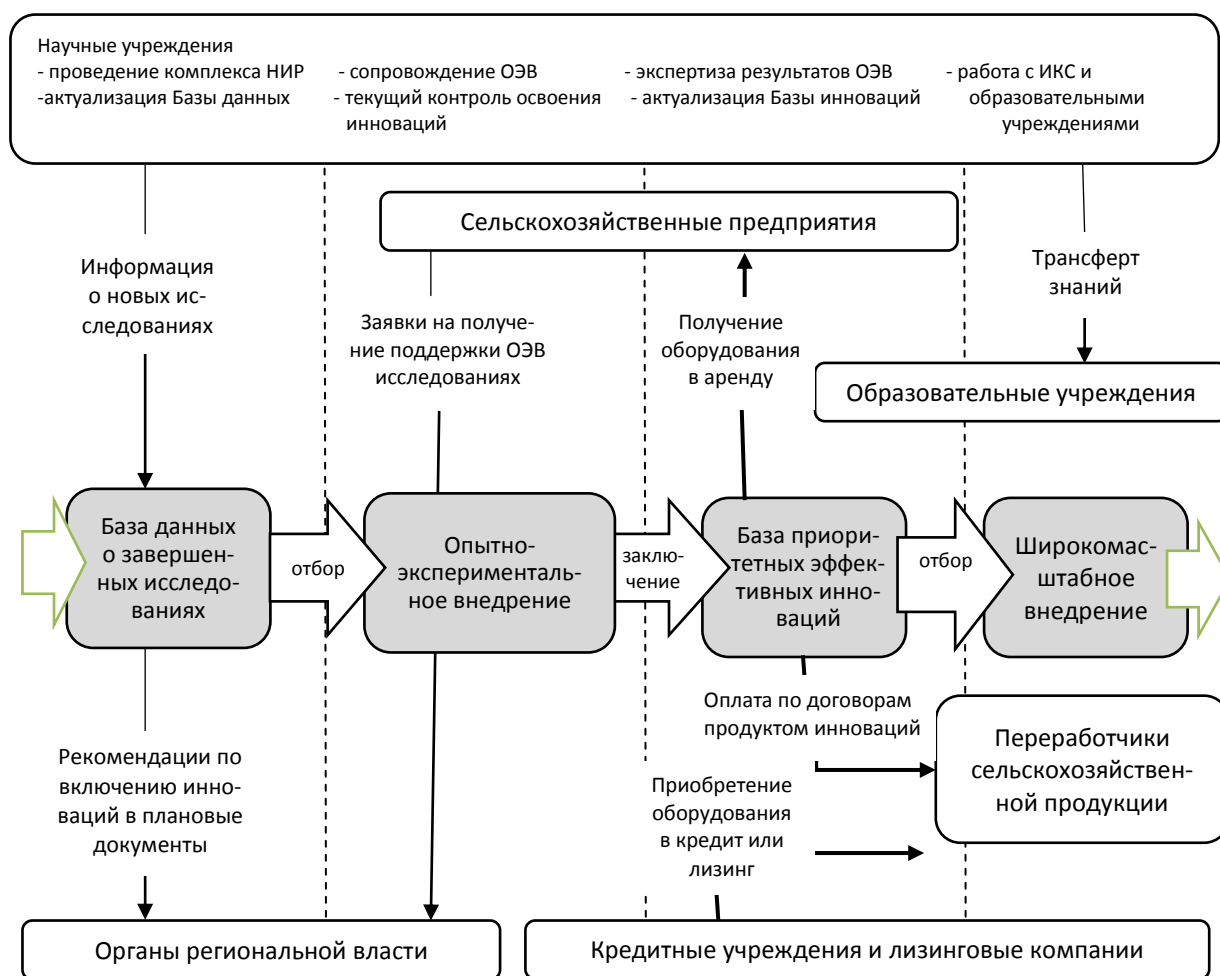 Научные учреждения
- проведение комплекса НИР
-актуализация Базы данных
- сопровождение ОЭВ
- текущий контроль освоения
инноваций
- экспертиза результатов ОЭВ
- актуализация Базы инноваций
- работа с ИКС и
образовательными
учреждениями
Сельскохозяйственные предприятия
Информация
о новых ис-
следованиях
Заявки на получе-
ние поддержки ОЭВ
исследованиях
Получение
оборудования
в аренду
Трансферт
знаний
Образовательные учреждения
База данных
о завершен-
ных исследо-
ваниях
отбор
Опытно-
эксперименталь-
ное внедрение
заклю-
чение
База приори-
тетных эффек-
тивных инно-
ваций
отбор
Широкомас-
штабное
внедрение
Оплата по договорам
продуктом инноваций
Рекомендации по
включению инно-
ваций в плановые
документы
Приобретение
оборудования
в кредит или
лизинг
Переработчики
сельскохозяйствен-
ной продукции
Органы региональной власти
Кредитные учреждения и лизинговые компании